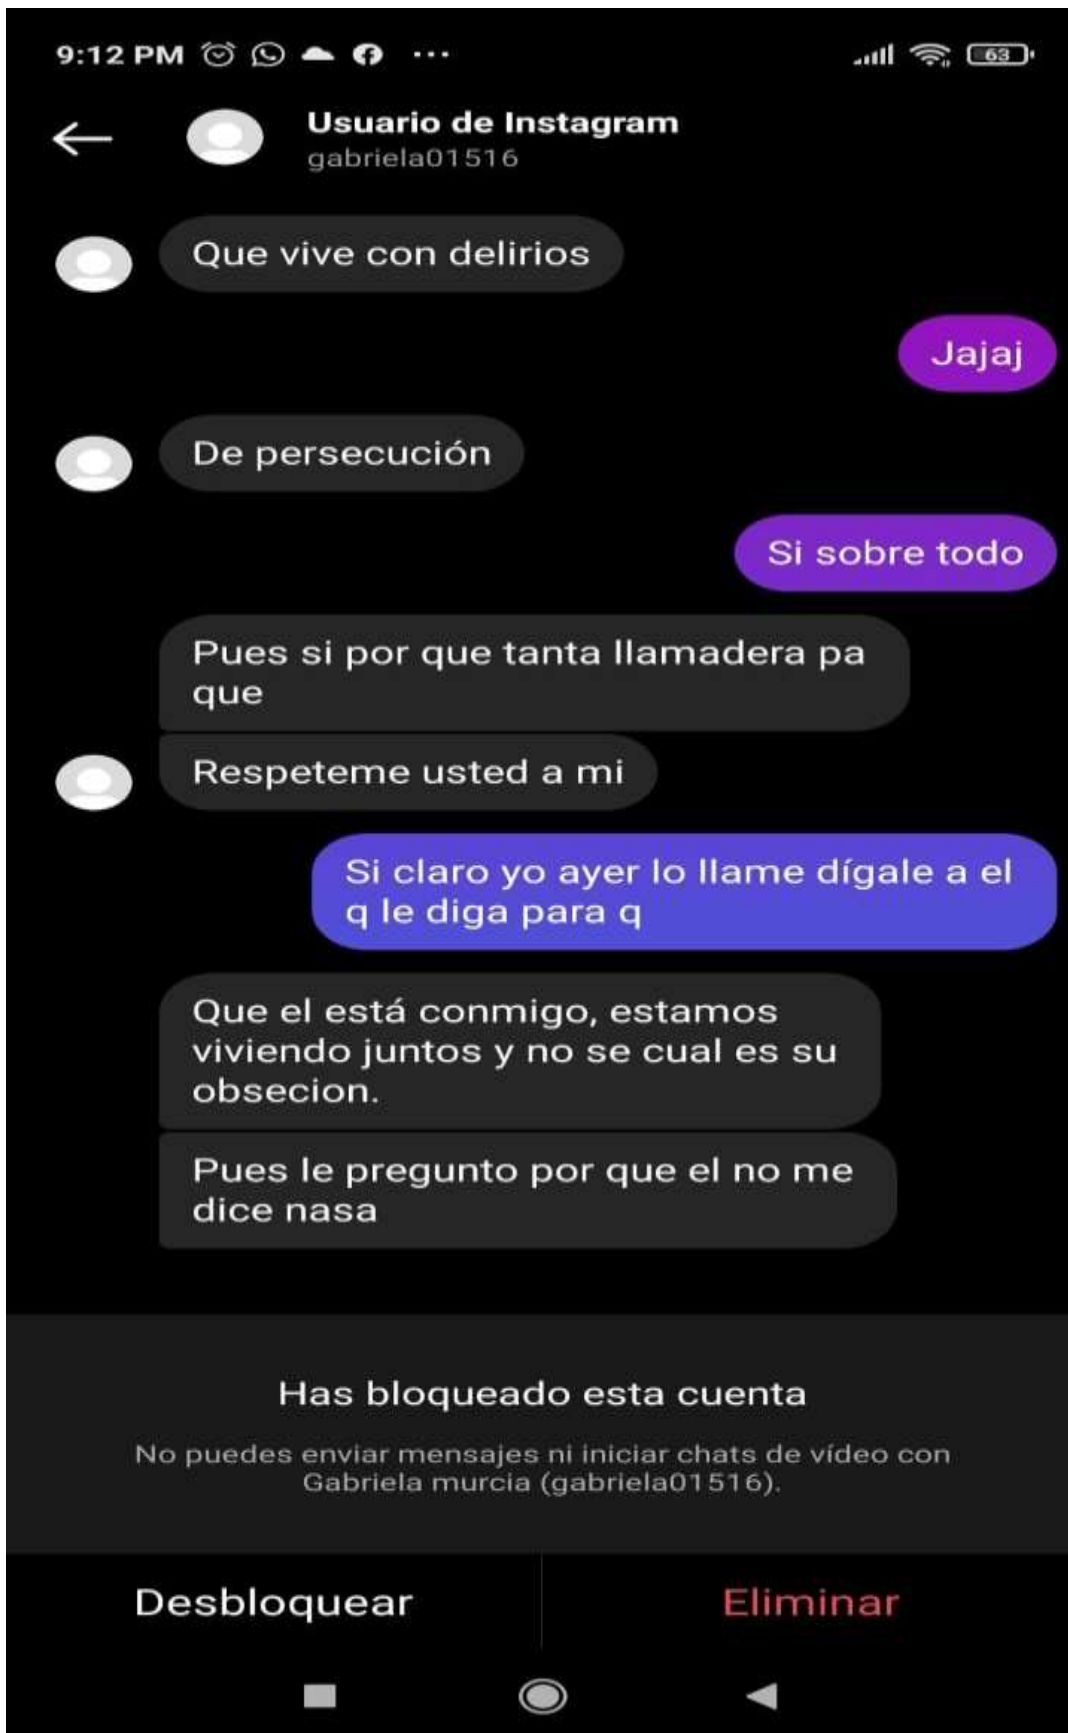 9:12 PM
63
Usuario de Instagram
gabriela01516
Que vive con delirios
Jajaj
De persecución
Si sobre todo
Pues si por que tanta llamadera pa
que
Respeteme usted a mi
Si claro yo ayer lo llame dígale a el
q le diga para q
Que el está conmigo, estamos
viviendo juntos y no se cual es su
obsecion.
Pues le pregunto por que el no me
dice nasa
Has bloqueado esta cuenta
No puedes enviar mensajes ni iniciar chats de vídeo con
Gabriela murcia (gabriela01516).
Desbloquear
Eliminar